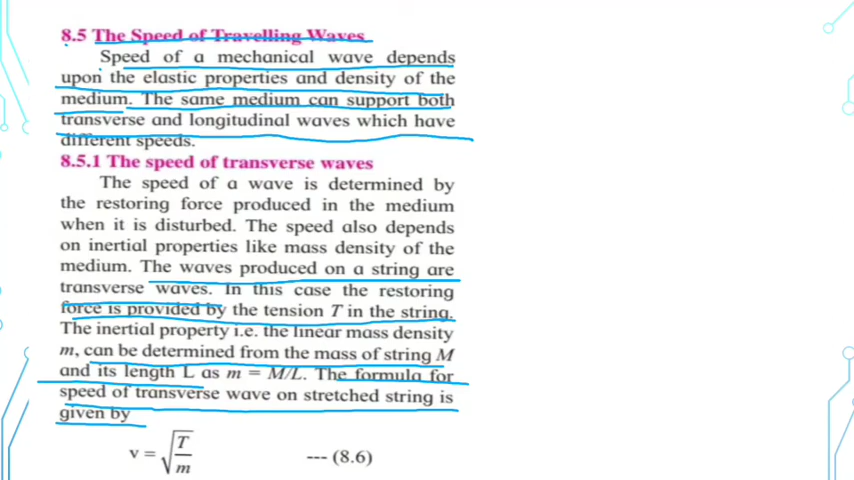 8.5 The Speed of Travelling Waves
Speed of a mechanical wave depends
upon the elastic properties and density of the
medium. The same medium can support both
transverse and longitudinal waves which have
different speeds.
8.5.1 The speed of transverse waves
The speed of a wave is determined by
the restoring force produced in the medium
when it is disturbed. The speed also depends
on inertial properties like mass density of the
medium. The waves produced on a string are
transverse waves. In this case the restoring
force is provided by the tension T in the string.
The inertial property i.e. the linear mass density
m, can be determined from the mass of string M
and its length L as m = M/L. The formula for
speed of transverse wave on stretched string is
given by
v = √(T/m) --- (8.6)